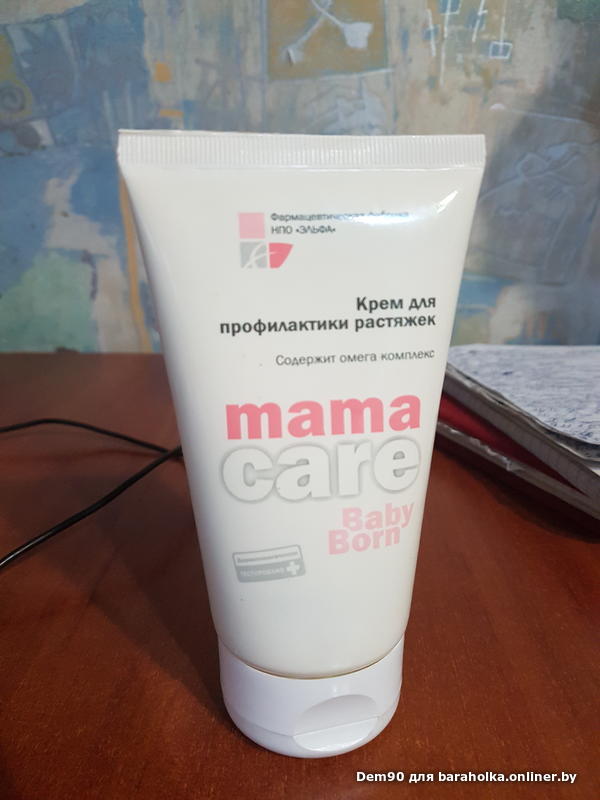 Фармацевтическая фабрика
НПО «ЭЛЬФА»
Крем для
профилактики растяжек
Содержит омега комплекс
mama
care
Baby
Born
ТЕСТИРОВАНО
Dem90 для baraholka.onliner.by